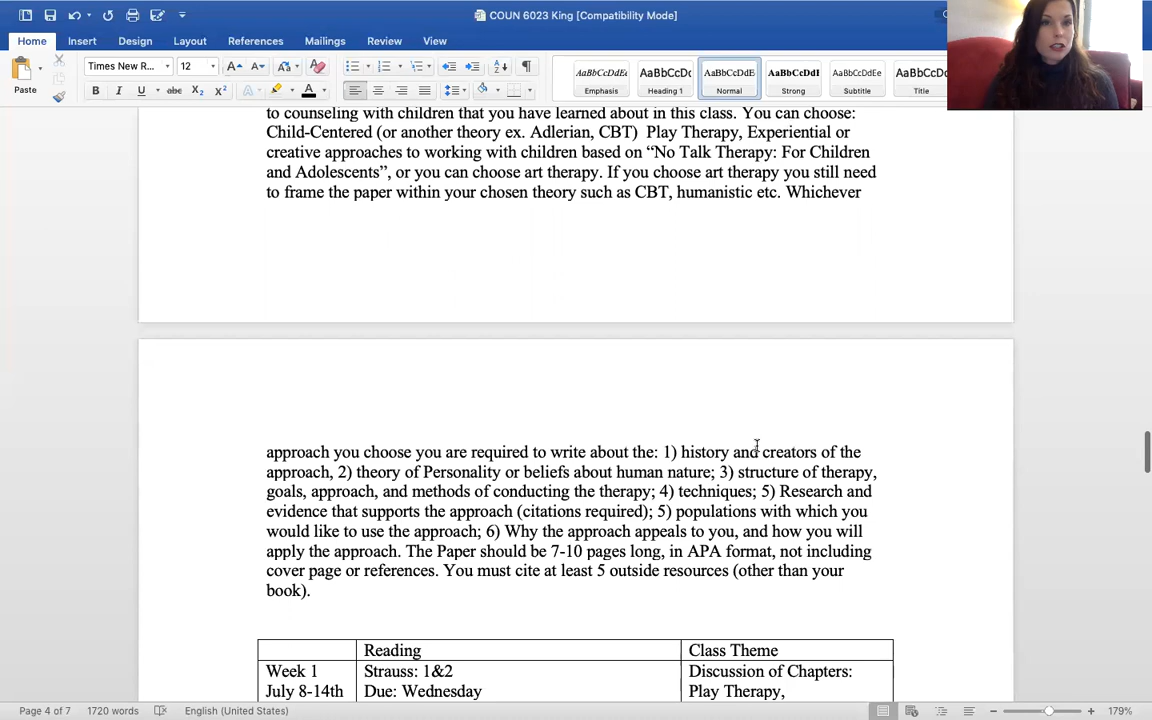 COUN 6023 King [Compatibility Mode]
Home Insert Design Layout References Mailings Review View
Paste
Times New R... 12
AaBbCcDdEe AaBbCcDc AaBbCcDdE AaBbCcDdI AaBbCcDdEe AaBbCcDc
Emphasis Heading 1 Normal Strong Subtitle Title
to counseling with children that you have learned about in this class. You can choose:
Child-Centered (or another theory ex. Adlerian, CBT) Play Therapy, Experiential or
creative approaches to working with children based on “No Talk Therapy: For Children
and Adolescents”, or you can choose art therapy. If you choose art therapy you still need
to frame the paper within your chosen theory such as CBT, humanistic etc. Whichever
approach you choose you are required to write about the: 1) history and creators of the
approach, 2) theory of Personality or beliefs about human nature; 3) structure of therapy,
goals, approach, and methods of conducting the therapy; 4) techniques; 5) Research and
evidence that supports the approach (citations required); 5) populations with which you
would like to use the approach; 6) Why the approach appeals to you, and how you will
apply the approach. The Paper should be 7-10 pages long, in APA format, not including
cover page or references. You must cite at least 5 outside resources (other than your
book).
Reading Class Theme
Week 1 Strauss: 1&2 Discussion of Chapters:
July 8-14th Due: Wednesday Play Therapy,
Page 4 of 7 1720 words English (United States) 179%